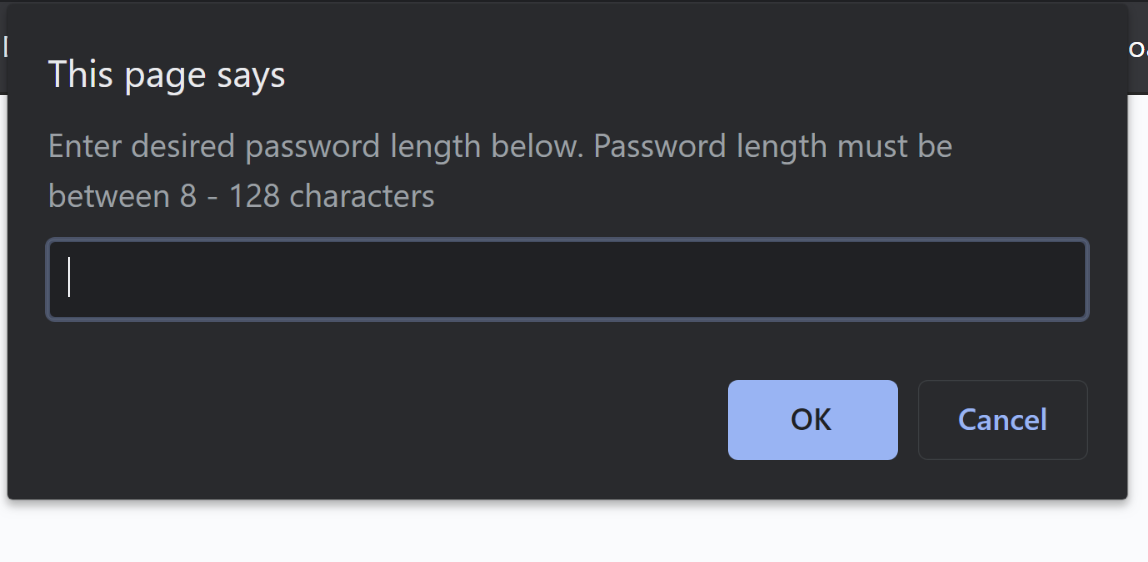 This page says
Enter desired password length below. Password length must be
between 8 - 128 characters
OK
Cancel